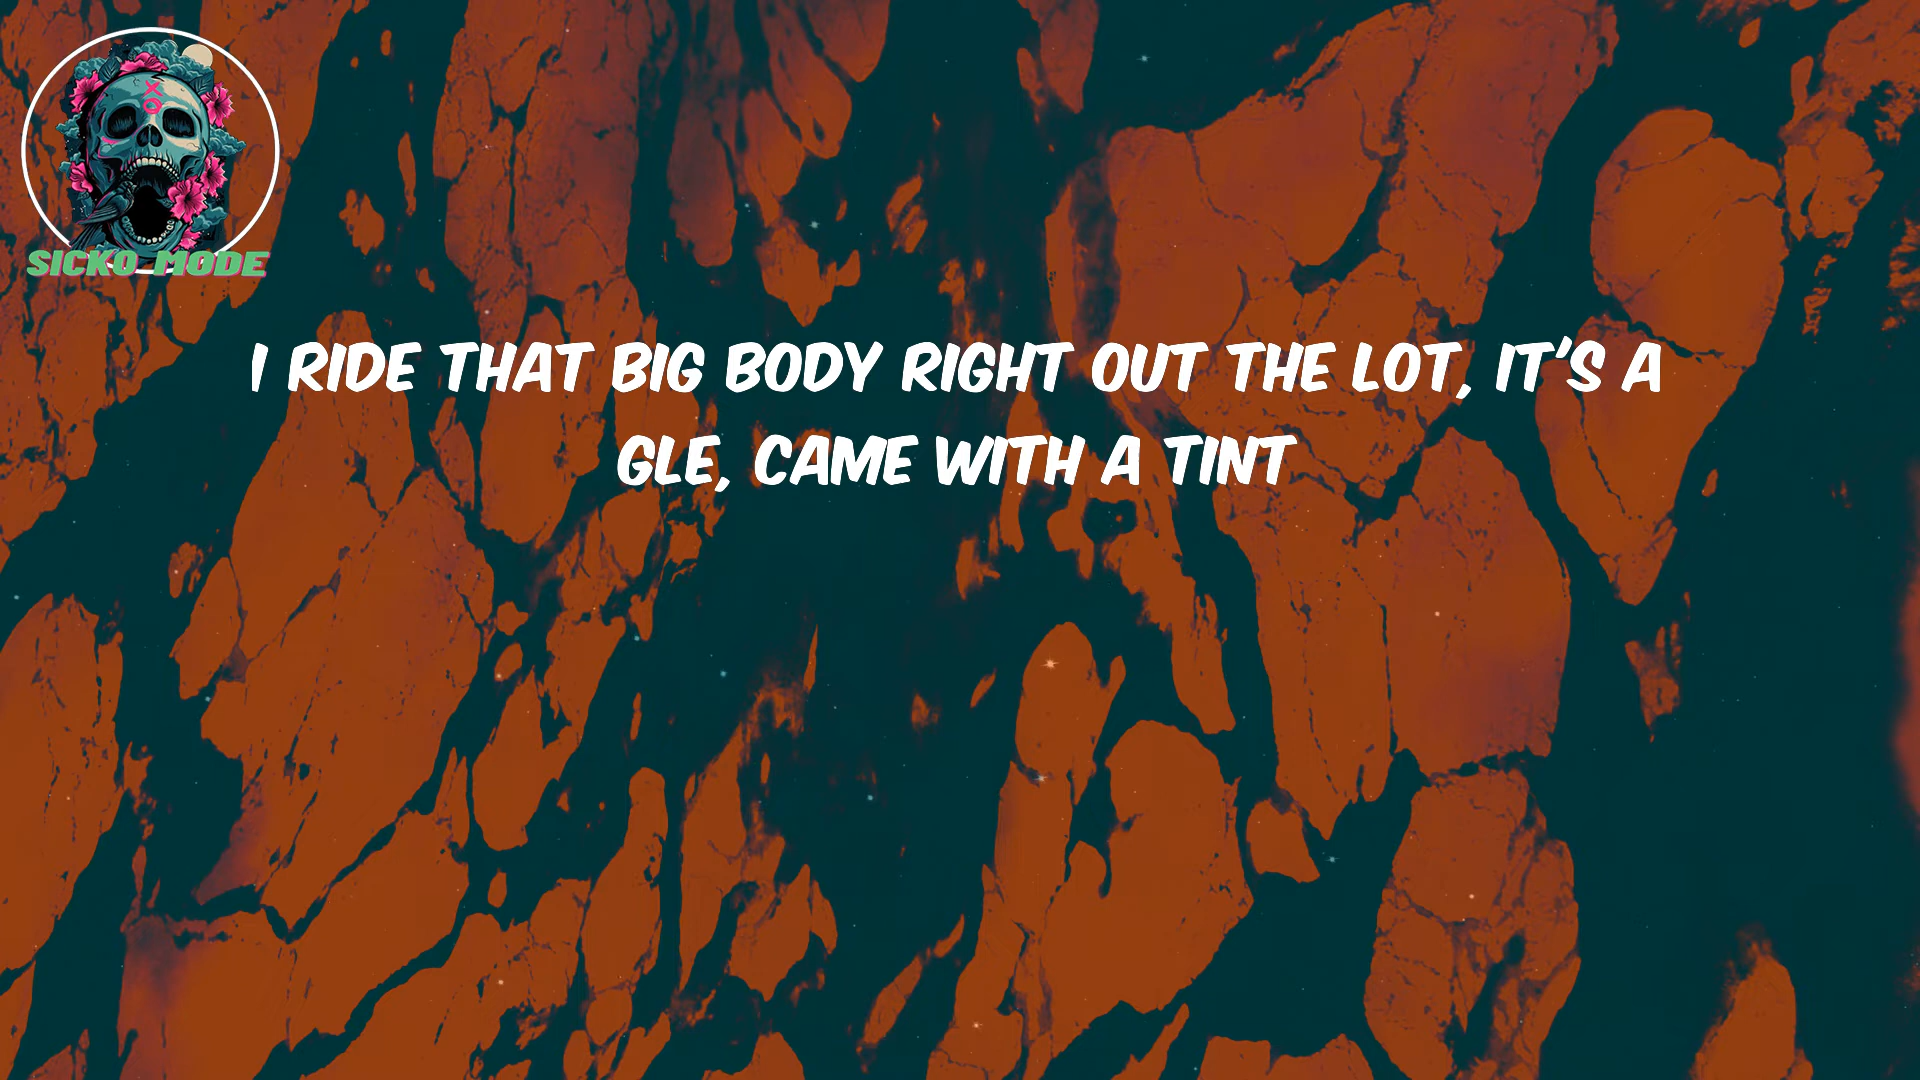 SICKO MODE
I RIDE THAT BIG BODY RIGHT OUT THE LOT, IT'S A
GLE, CAME WITH A TINT